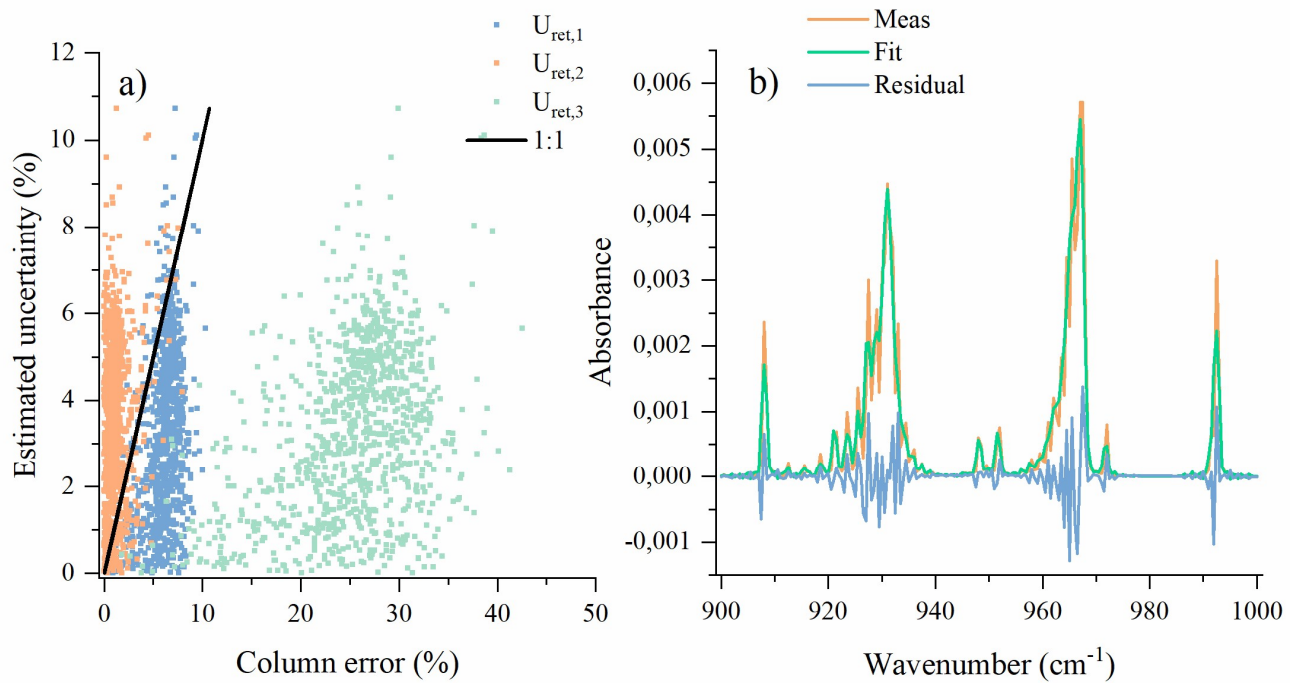 U_ret,1
U_ret,2
U_ret,3
1:1
a)
12
10
8
6
4
2
0
Estimated uncertainty (%)
0 10 20 30 40 50
Column error (%)
Meas
Fit
Residual
b)
0,006
0,005
0,004
0,003
0,002
0,001
0,000
-0,001
Absorbance
900 920 940 960 980 1000
Wavenumber (cm⁻¹)